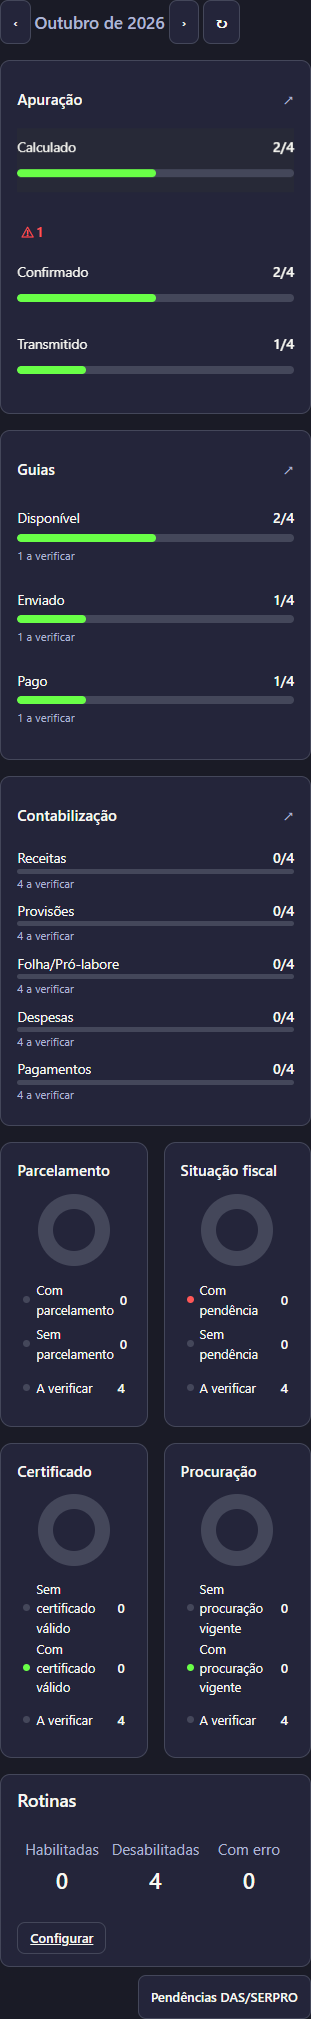 ‹ Outubro de 2026 › ↻
Apuração ↗
Calculado 2/4
⚠ 1
Confirmado 2/4
Transmitido 1/4
Guias ↗
Disponível 2/4
1 a verificar
Enviado 1/4
1 a verificar
Pago 1/4
1 a verificar
Contabilização ↗
Receitas 0/4
4 a verificar
Provisões 0/4
4 a verificar
Folha/Pró-labore 0/4
4 a verificar
Despesas 0/4
4 a verificar
Pagamentos 0/4
4 a verificar
Parcelamento
Com
parcelamento 0
Sem
parcelamento 0
A verificar 4
Situação fiscal
Com
pendência 0
Sem
pendência 0
A verificar 4
Certificado
Sem
certificado 0
válido
Com
certificado 0
válido
A verificar 4
Procuração
Sem
procuração 0
vigente
Com
procuração 0
vigente
A verificar 4
Rotinas
Habilitadas Desabilitadas Com erro
0 4 0
Configurar
Pendências DAS/SERPRO